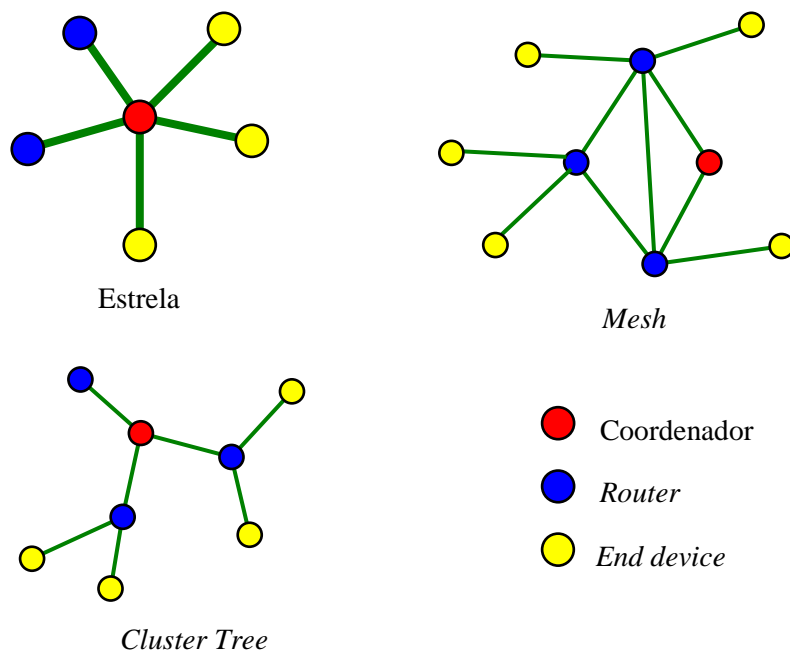 Estrela
Mesh
Coordenador
Router
End device
Cluster Tree